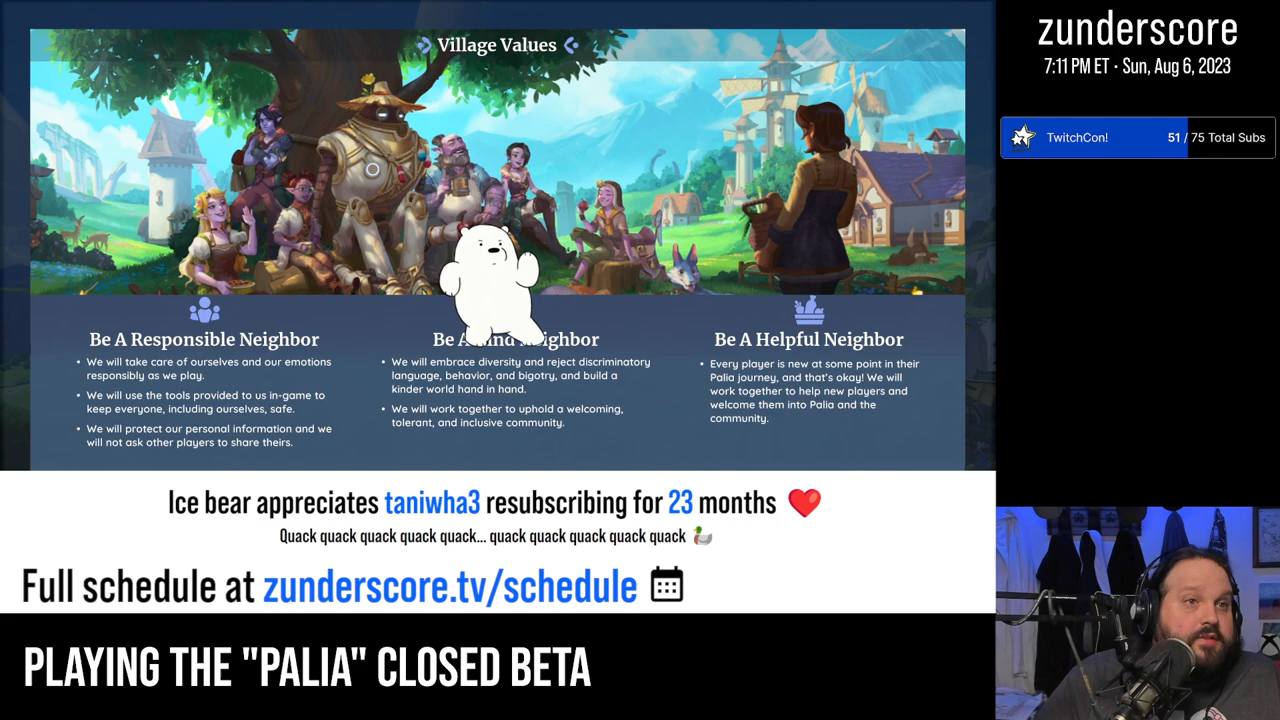 Village Values
zunderscore
7:11 PM ET · Sun, Aug 6, 2023
TwitchCon!
51 / 75 Total Subs
Be A Responsible Neighbor
• We will take care of ourselves and our emotions
responsibly as we play.
• We will use the tools provided to us in-game to
keep everyone, including ourselves, safe.
• We will protect our personal information and we
will not ask other players to share theirs.
Be A Kind Neighbor
• We will embrace diversity and reject discriminatory
language, behavior, and bigotry, and build a
kinder world hand in hand.
• We will work together to uphold a welcoming,
tolerant, and inclusive community.
Be A Helpful Neighbor
• Every player is new at some point in their
Palia journey, and that's okay! We will
work together to help new players and
welcome them into Palia and the
community.
Ice bear appreciates taniwha3 resubscribing for 23 months ❤️
Quack quack quack quack quack... quack quack quack quack quack 🦆
Full schedule at zunderscore.tv/schedule
PLAYING THE "PALIA" CLOSED BETA